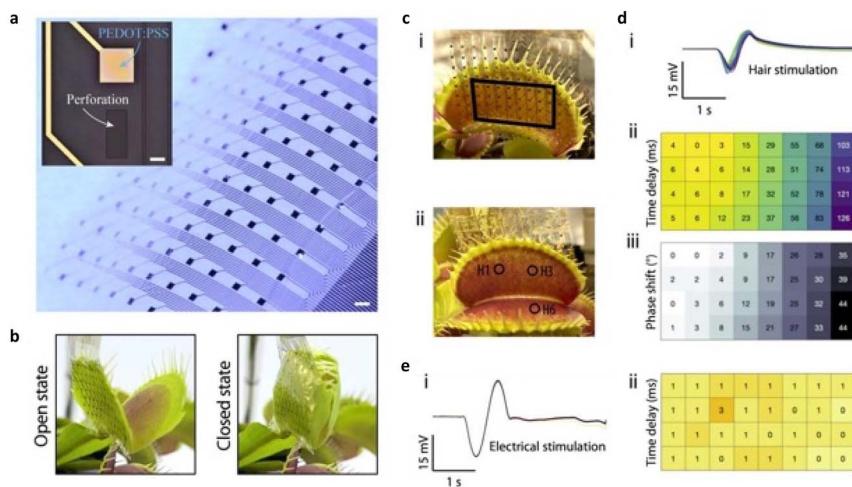 a
PEDOT:PSS
Perforation
b
Open state
Closed state
c
i
ii
H1
H3
H6
d
i
15 mV
1 s
Hair stimulation
ii
Time delay (ms)
4 0 3 15 29 55 68 103
6 4 6 14 28 51 74 113
4 6 8 17 32 52 78 121
5 6 12 23 37 56 83 126
iii
Phase shift (°)
0 0 2 9 17 26 28 35
2 2 4 9 17 25 30 39
0 3 6 12 19 25 32 44
1 3 8 15 21 27 33 44
e
i
15 mV
1 s
Electrical stimulation
ii
Time delay (ms)
1 1 1 1 1 1 1 1
1 1 3 1 1 0 1 0
1 1 1 1 0 1 0 0
1 1 1 0 1 1 1 0